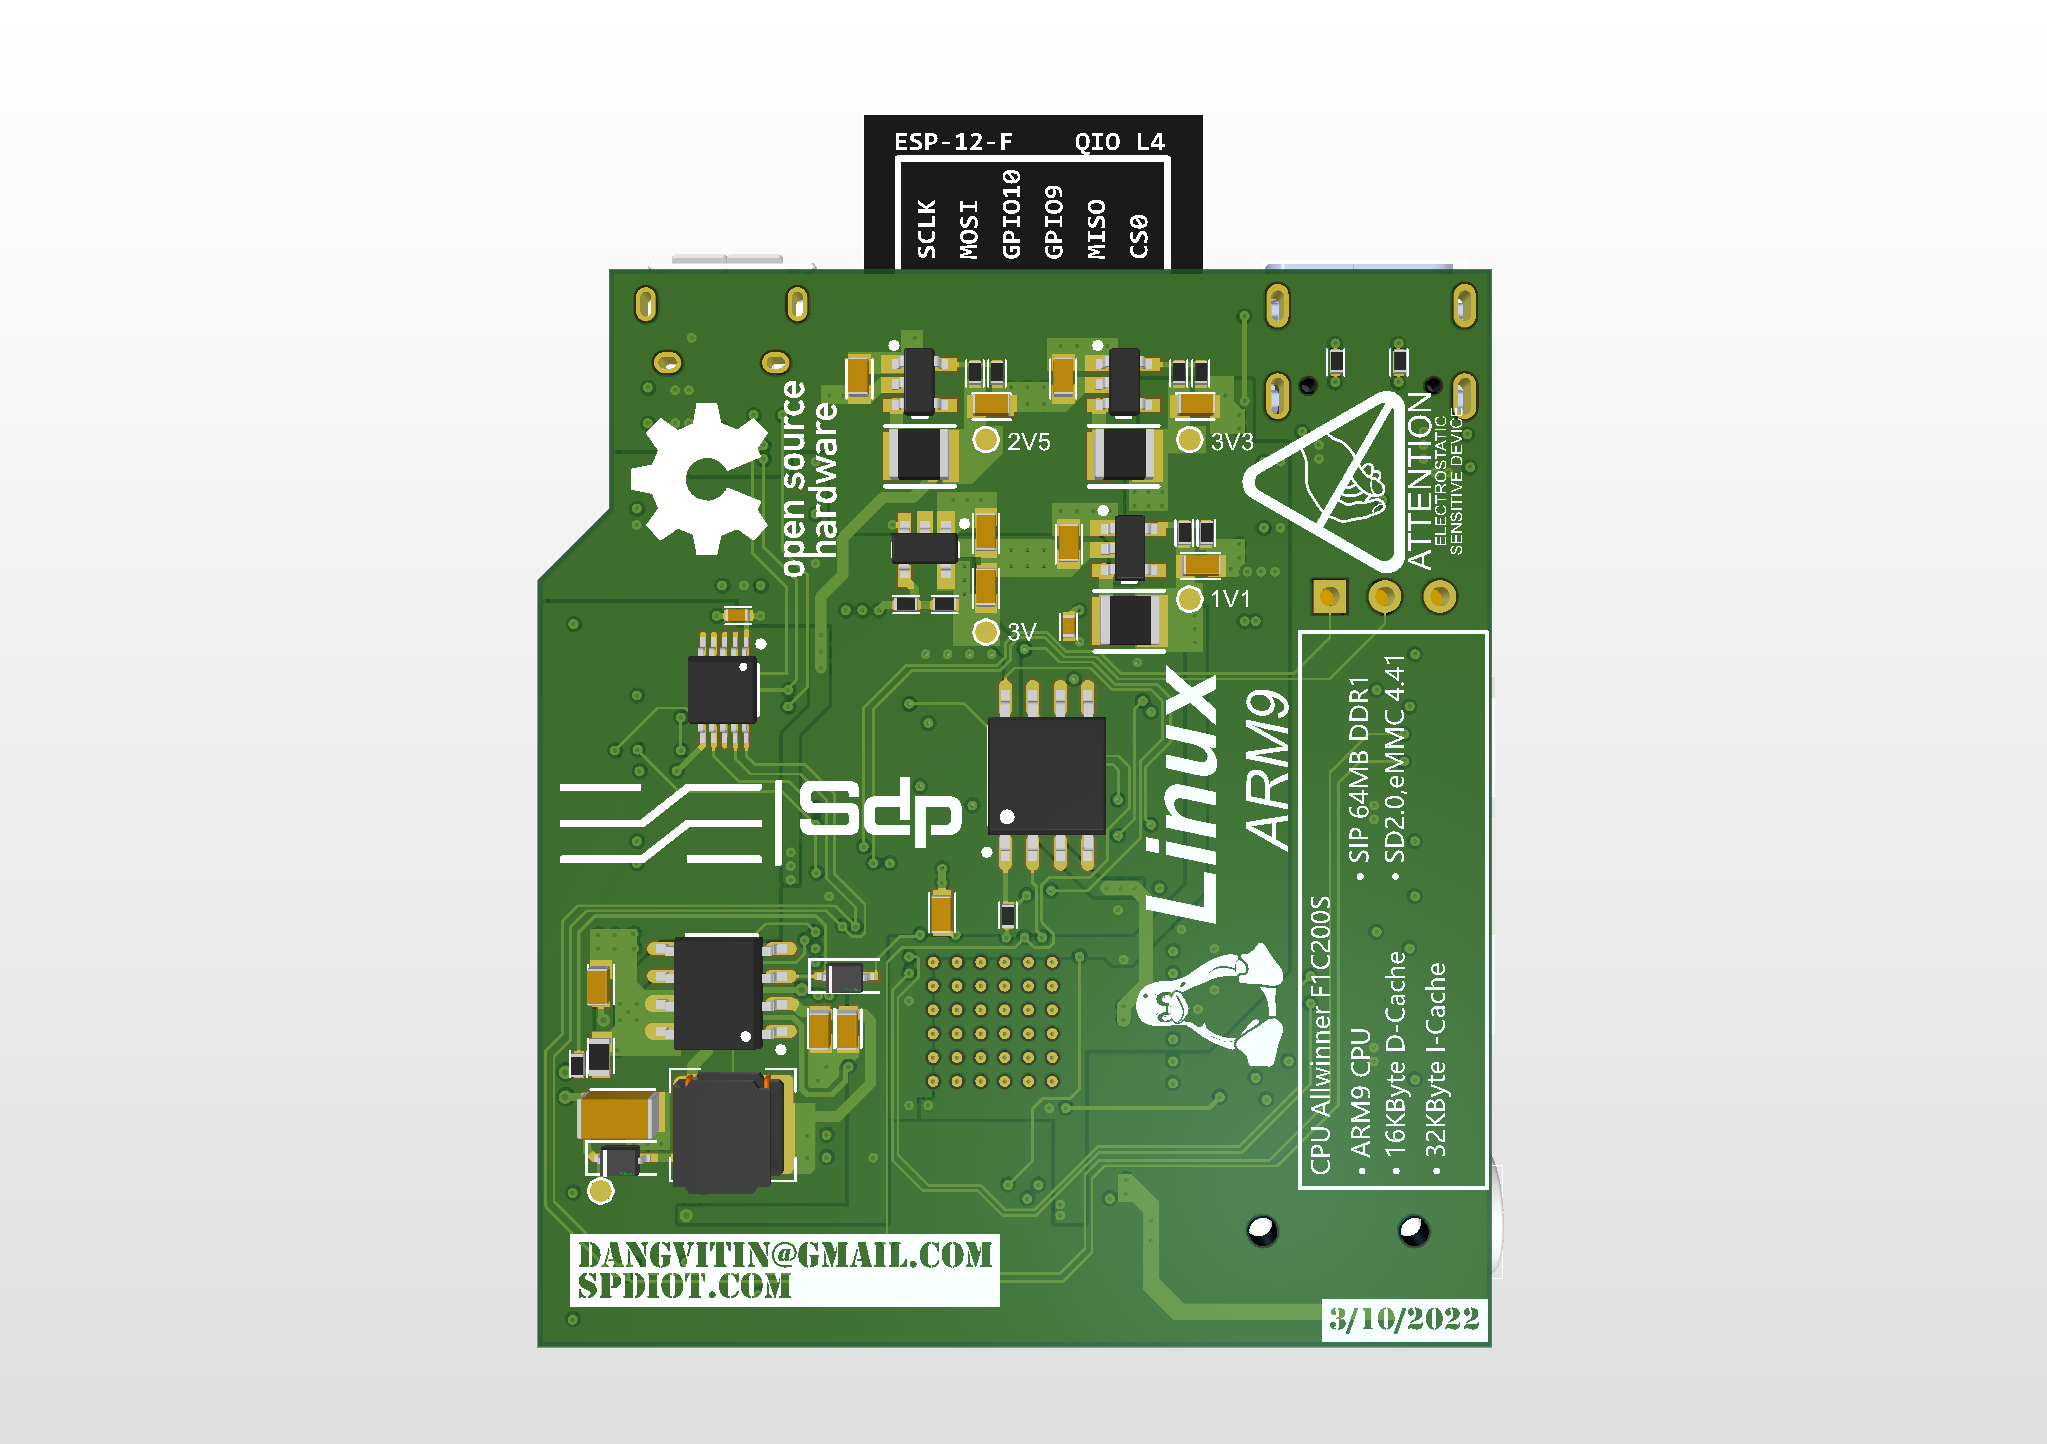 ESP-12-F QIO L4
SCLK
MOSI
GPIO10
GPIO9
MISO
CS0
open source
hardware
2V5
3V3
3V
1V1
ATTENTION
ELECTROSTATIC
SENSITIVE DEVICE
Sdp
Linux
ARM9
CPU Allwinner F1C200S
• ARM9 CPU
• SIP 64MB DDR1
• 16KByte D-Cache
• SD2.0,eMMC 4.41
• 32KByte I-Cache
DANGVITIN@GMAIL.COM
SPDIOT.COM
3/10/2022